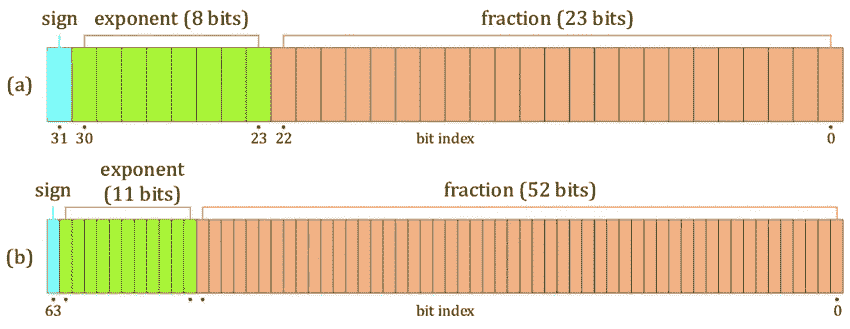 sign exponent (8 bits) fraction (23 bits)
(a)
31 30 23 22 bit index 0
exponent
sign (11 bits) fraction (52 bits)
(b)
63 bit index 0